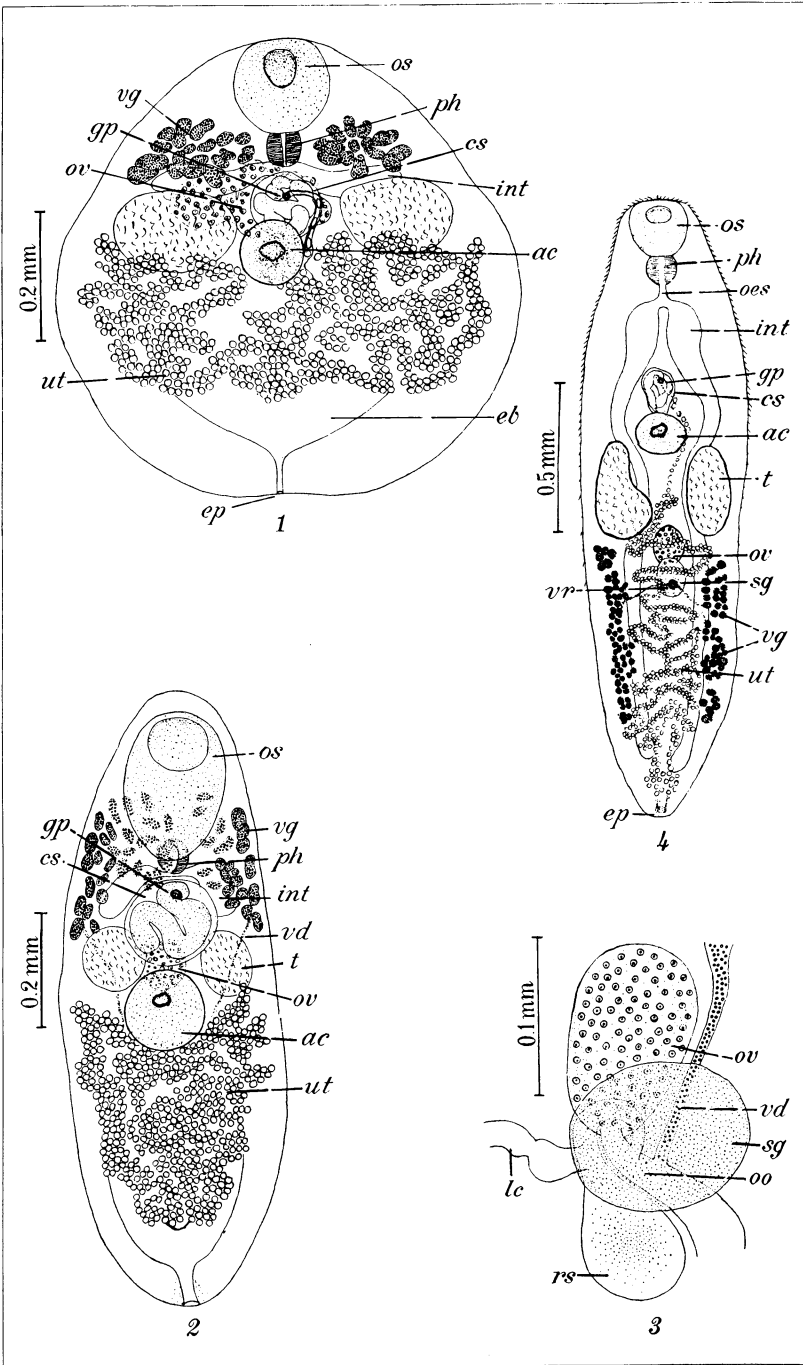 os
ph
cs
int
vg
gp
ov
ac
0.2 mm
ut
eb
ep
1
os
ph
oes
int
gp
cs
ac
t
0.5 mm
ov
sg
vr
vg
ut
ep
4
os
vg
gp
ph
cs
int
vd
t
ov
0.2 mm
ac
ut
2
0.1 mm
ov
vd
sg
oo
lc
rs
3